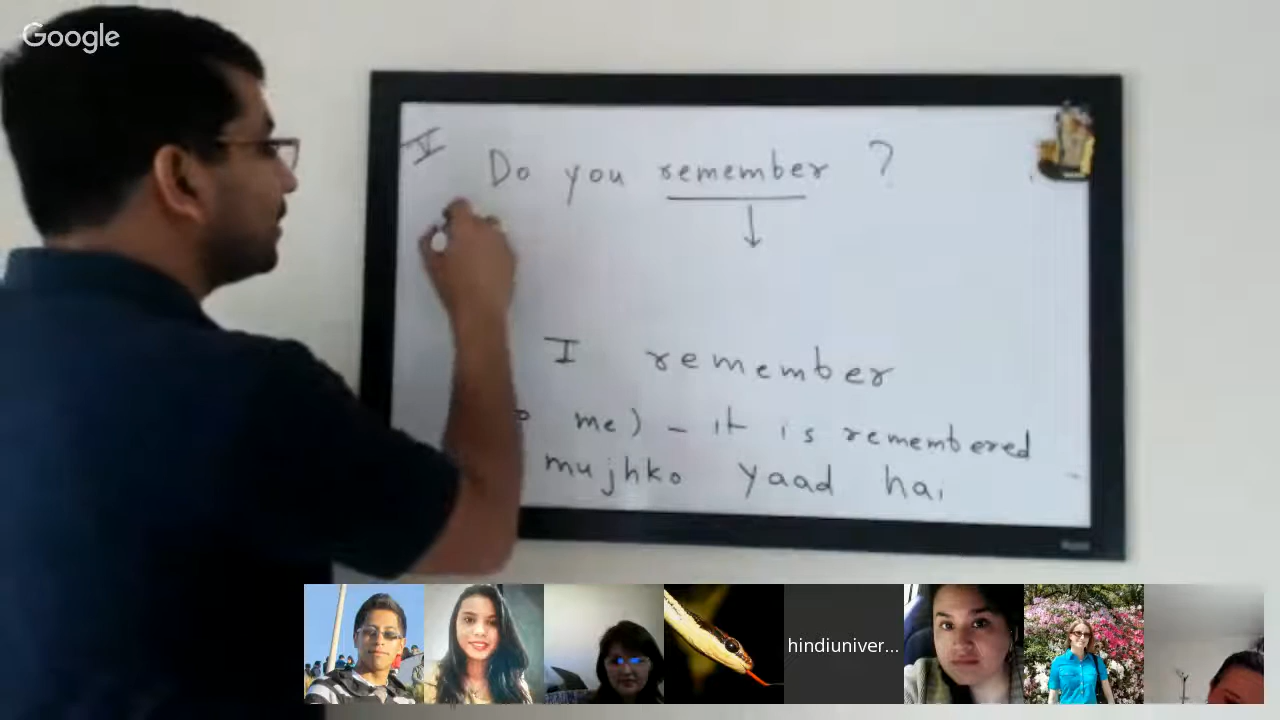 Google
V Do you remember ?
I remember
me) - it is remembered
mujhko yaad hai
hindiuniver...